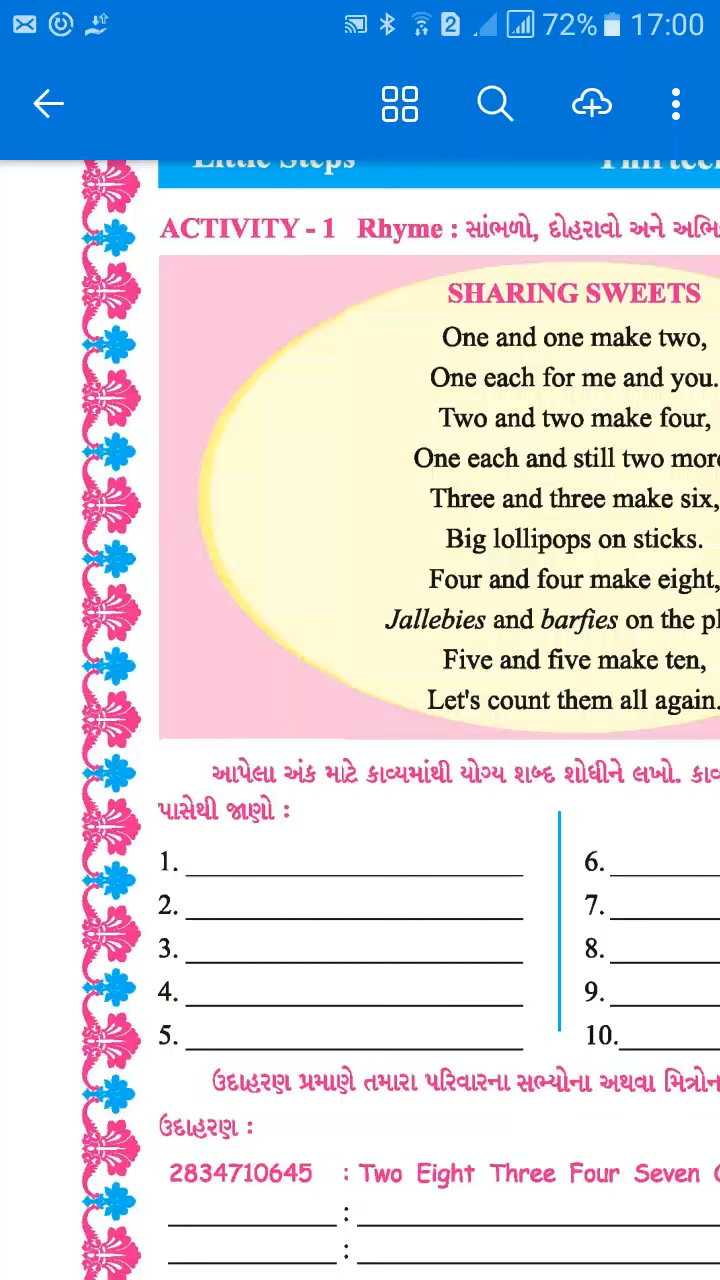 72% 17:00
2
Little Steps
ACTIVITY - 1 Rhyme : સાંભળો, દોહરાવો અને
SHARING SWEETS
One and one make two,
One each for me and you.
Two and two make four,
One each and still two
Three and three make six,
Big lollipops on sticks.
Four and four make eight,
Jallebies and barfies on the
Five and five make ten,
Let's count them all again.
આપેલા અંક માટે કાવ્યમાંથી યોગ્ય શબ્દ શોધીને લખો.
પાસેથી જાણો :
1.
2.
3.
4.
5.
6.
7.
8.
9.
10.
ઉદાહરણ પ્રમાણે તમારા પરિવારના સભ્યોના અથવા
ઉદાહરણ :
2834710645 : Two Eight Three Four Seven
:
: